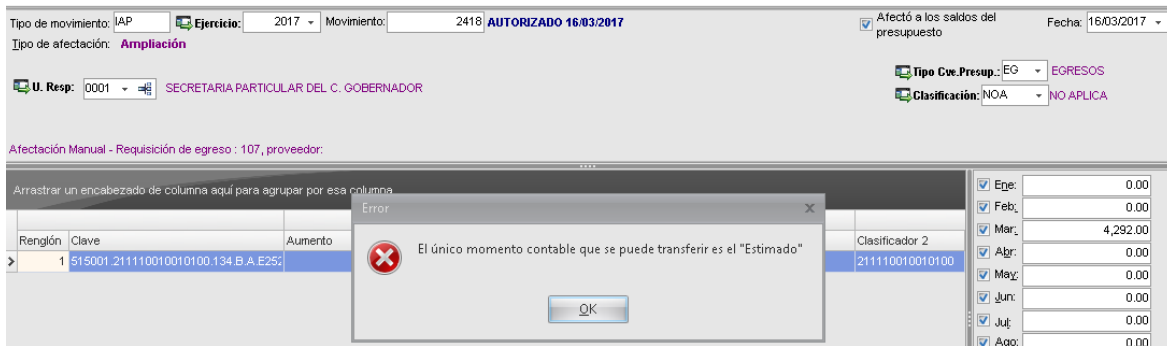 Tipo de movimiento: IAP Ejercicio: 2017 Movimiento: 2418 AUTORIZADO 16/03/2017 Afectó a los saldos del presupuesto Fecha: 16/03/2017
Tipo de afectación: Ampliación
Tipo Cve.Presup.: EG EGRESOS
U. Resp: 0001 SECRETARIA PARTICULAR DEL C. GOBERNADOR
Clasificación: NOA NO APLICA
Afectación Manual - Requisición de egreso : 107, proveedor:
Arrastrar un encabezado de columna aquí para agrupar por esa columna
Renglón Clave Aumento Clasificador 2
1 515001.211110010010100.134.B.A.E252 211110010010100
Error x
El único momento contable que se puede transferir es el "Estimado"
OK
Ene: 0.00
Feb: 0.00
Mar: 4,292.00
Abr: 0.00
May: 0.00
Jun: 0.00
Jul: 0.00
Ago: 0.00